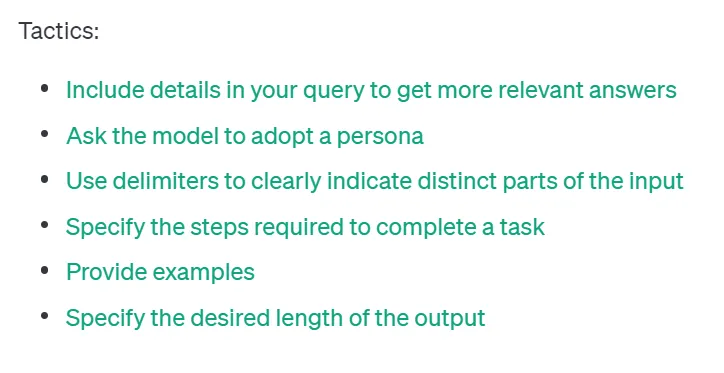 Tactics:
• Include details in your query to get more relevant answers
• Ask the model to adopt a persona
• Use delimiters to clearly indicate distinct parts of the input
• Specify the steps required to complete a task
• Provide examples
• Specify the desired length of the output